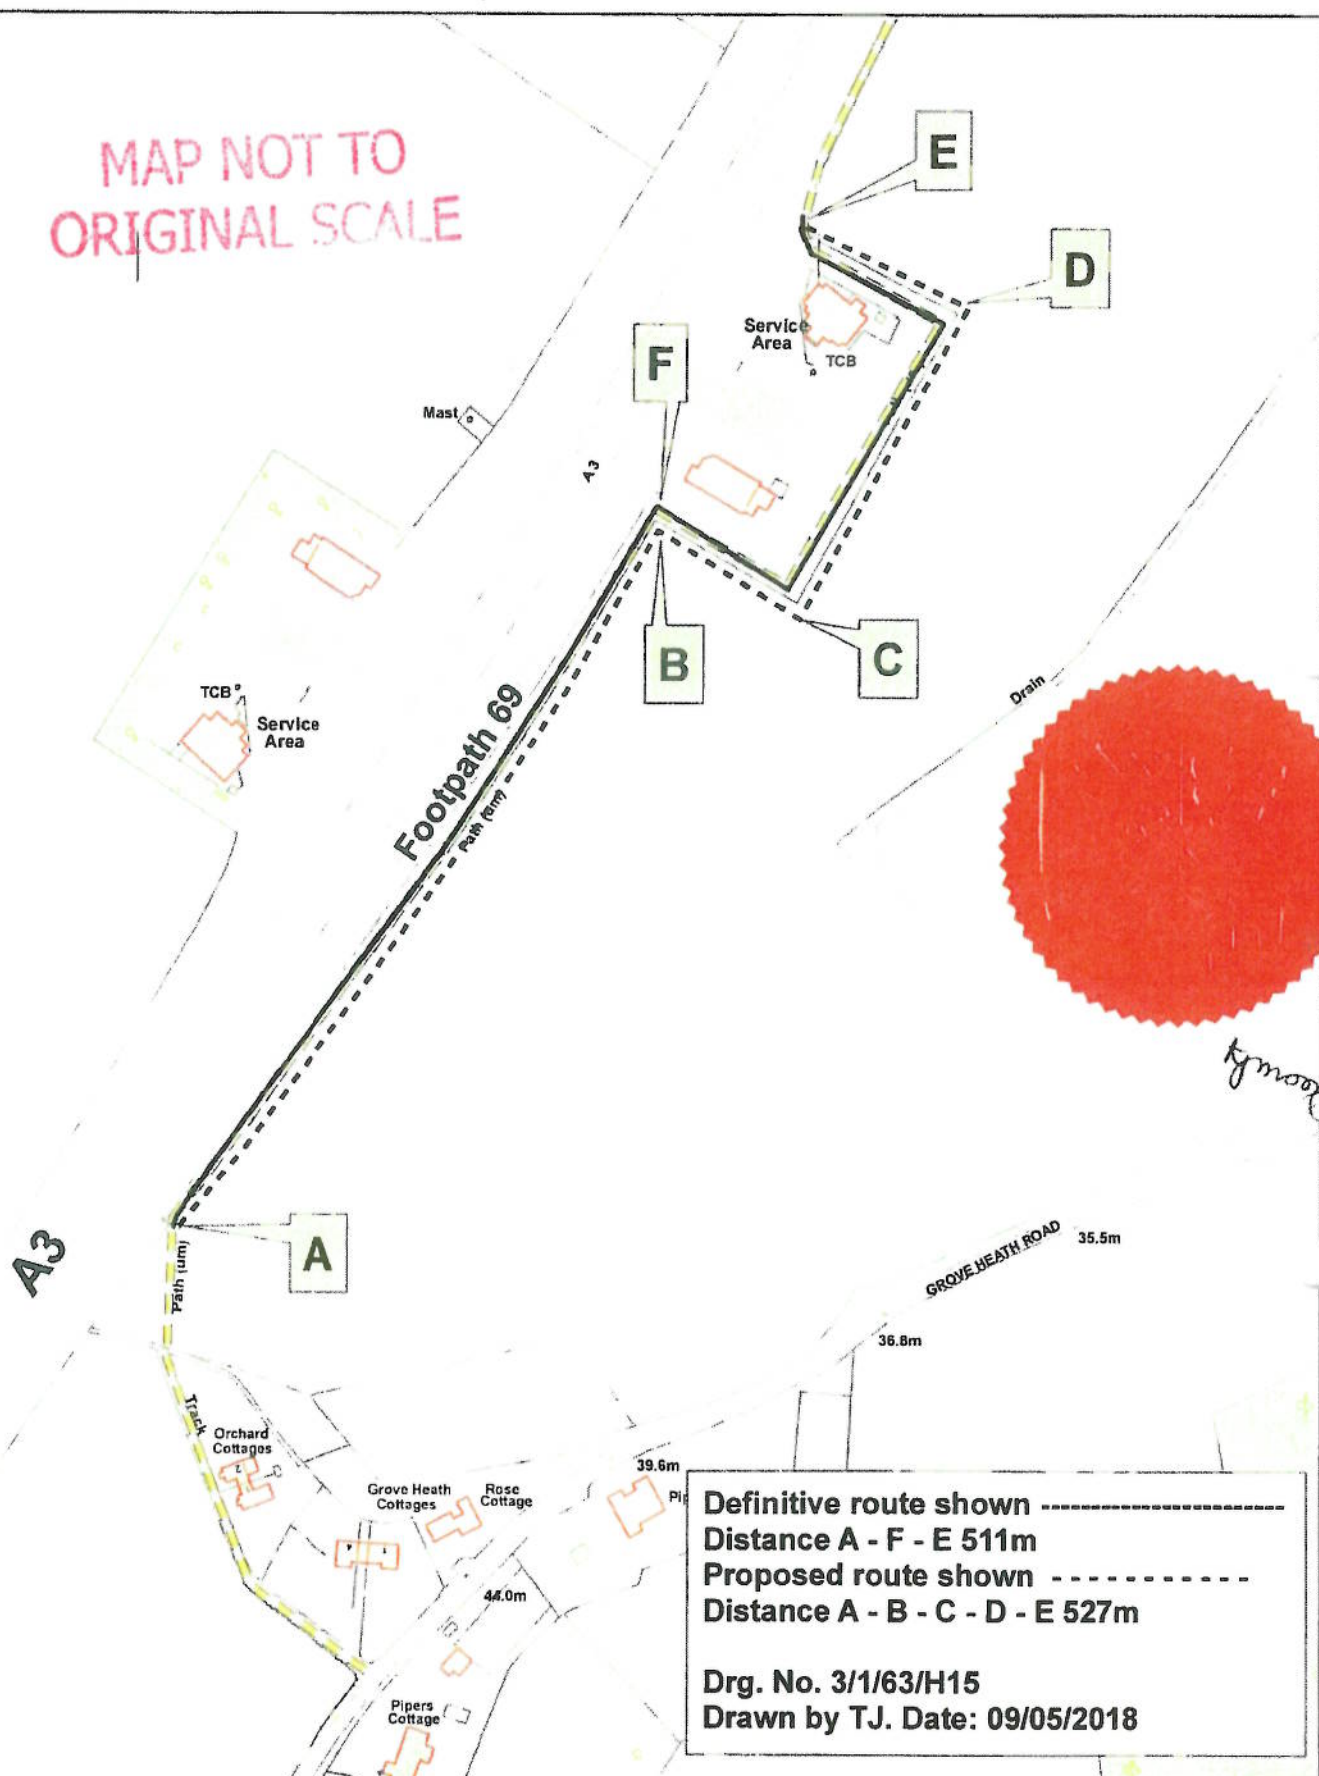 MAP NOT TO
ORIGINAL SCALE
E
D
Service
Area
TCB
F
Mast
A3
B
C
Drain
TCB
Service
Area
Footpath 69
Path (um)
A3
A
Path (um)
GROVE HEATH ROAD
35.5m
36.8m
Track
Orchard
Cottages
2
39.6m
Grove Heath
Cottages
Rose
Cottage
4
1
44.0m
Pipers
Cottage
Definitive route shown
Distance A - F - E 511m
Proposed route shown
Distance A - B - C - D - E 527m
Drg. No. 3/1/63/H15
Drawn by TJ. Date: 09/05/2018